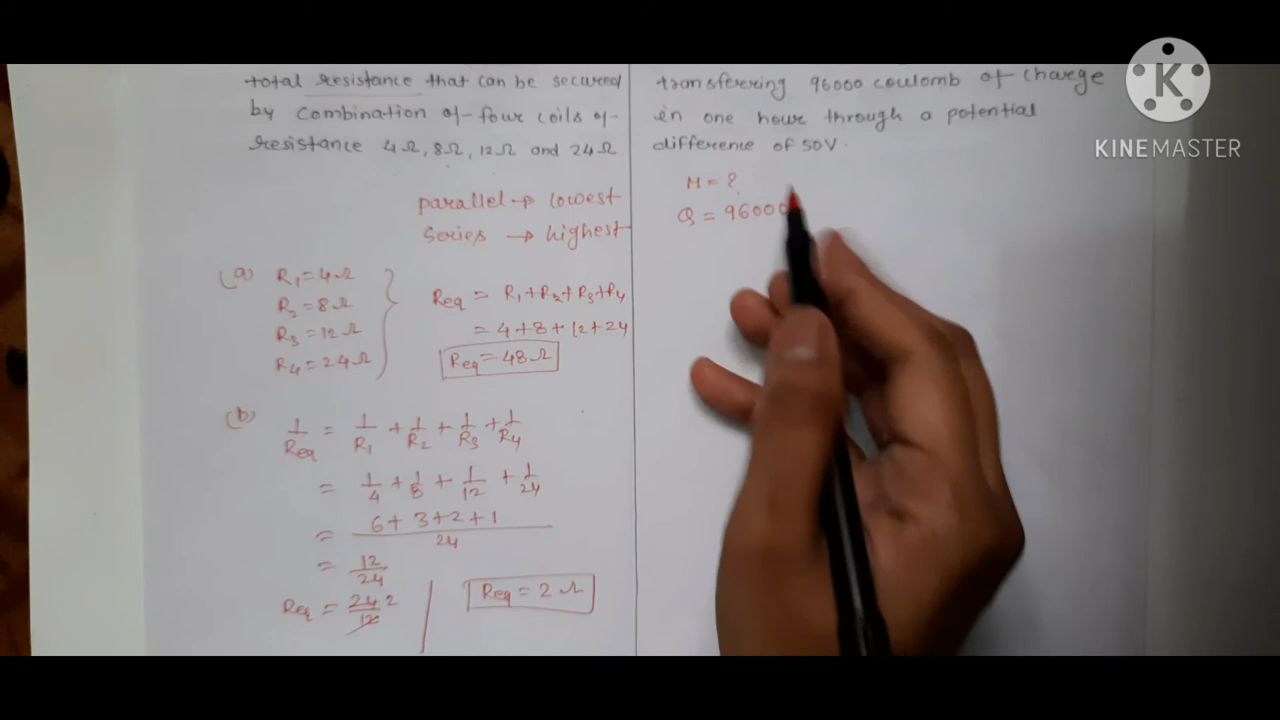 total resistance that can be secured
by combination of four coils of
resistance 4Ω, 8Ω, 12Ω and 24Ω
parallel → lowest
series → highest
(a) R₁ = 4Ω
R₂ = 8Ω
R₃ = 12Ω
R₄ = 24Ω
Req = R₁+R₂+R₃+R₄
= 4+8+12+24
Req = 48Ω
(b) 1/Req = 1/R₁ + 1/R₂ + 1/R₃ + 1/R₄
= 1/4 + 1/8 + 1/12 + 1/24
= 6+3+2+1/24
= 12/24
Req = 24/12 2
Req = 2Ω
transferring 96000 coulomb of charge
in one hour through a potential
difference of 50V.
H = ?
Q = 96000
K
KINEMASTER